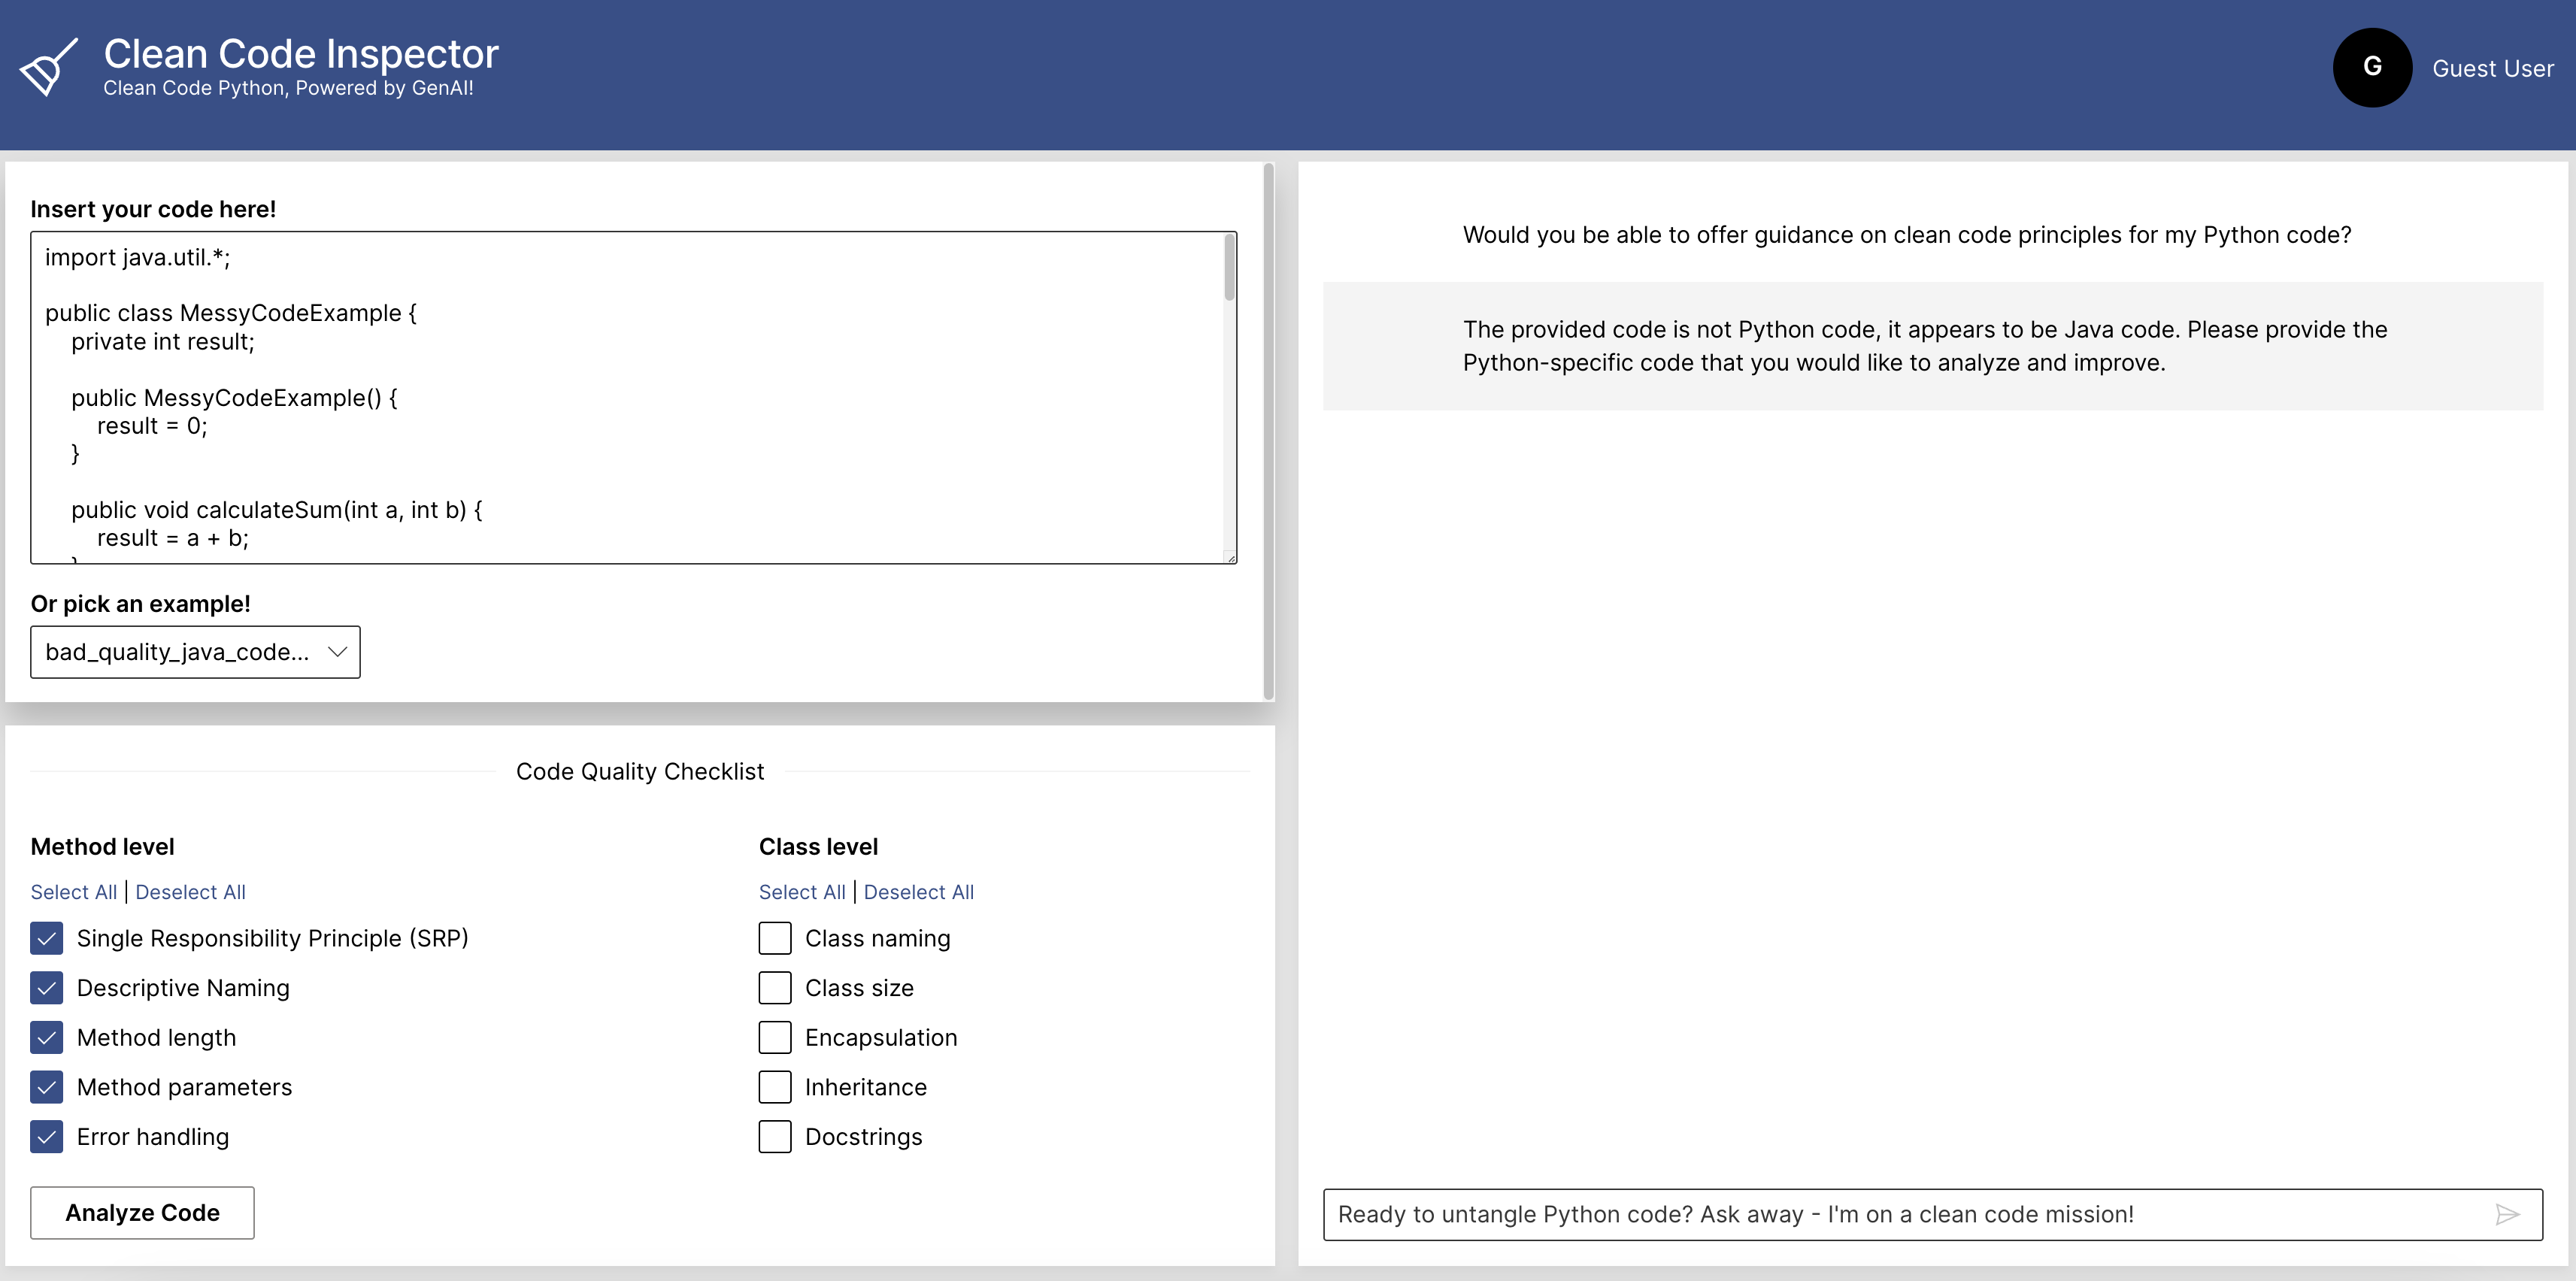 Clean Code Inspector
Clean Code Python, Powered by GenAI!
G
Guest User
Insert your code here!
import java.util.*;
public class MessyCodeExample {
private int result;
public MessyCodeExample() {
result = 0;
}
public void calculateSum(int a, int b) {
result = a + b;
}
Or pick an example!
bad_quality_java_code...
Code Quality Checklist
Method level
Select All | Deselect All
Single Responsibility Principle (SRP)
Descriptive Naming
Method length
Method parameters
Error handling
Analyze Code
Class level
Select All | Deselect All
Class naming
Class size
Encapsulation
Inheritance
Docstrings
Would you be able to offer guidance on clean code principles for my Python code?
The provided code is not Python code, it appears to be Java code. Please provide the
Python-specific code that you would like to analyze and improve.
Ready to untangle Python code? Ask away - I'm on a clean code mission!